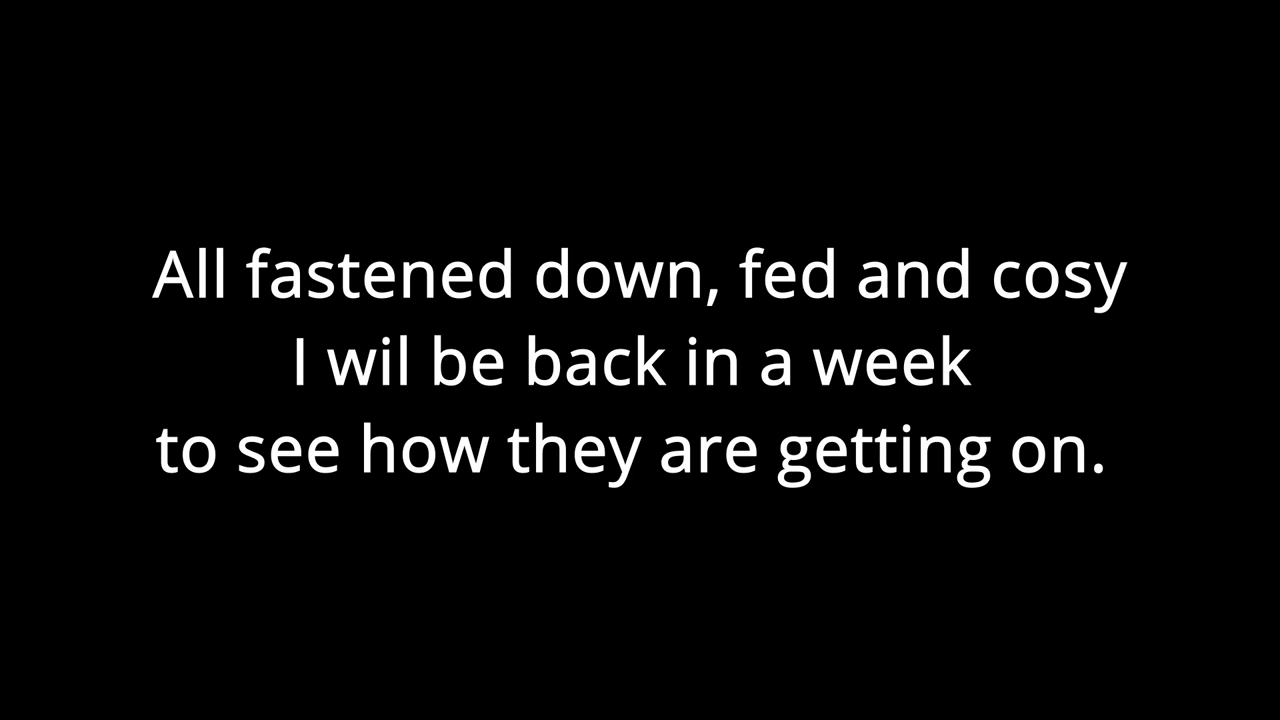 All fastened down, fed and cosy
I wil be back in a week
to see how they are getting on.